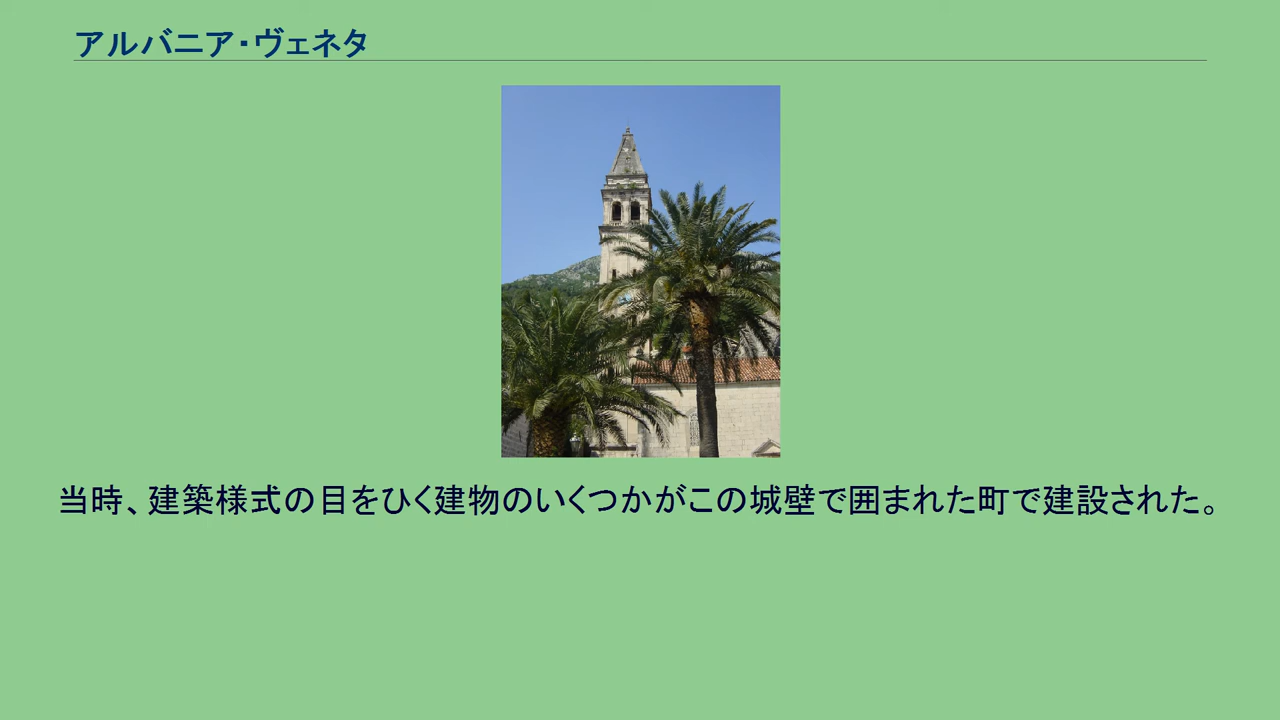 アルバニア・ヴェネタ
当時、建築様式の目をひく建物のいくつかがこの城壁で囲まれた町で建設された。